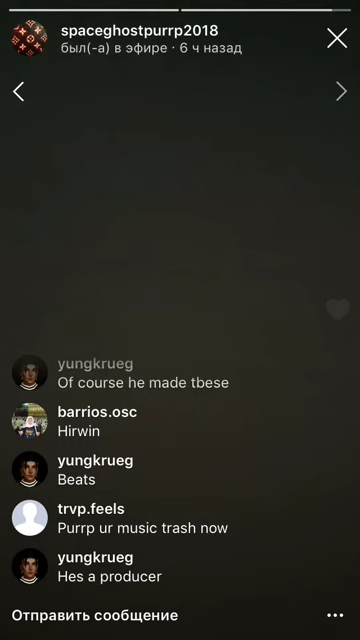 spaceghostpurrp2018
был(-а) в эфире · 6 ч назад
yungkrueg
Of course he made tbese
barrios.osc
Hirwin
yungkrueg
Beats
trvp.feels
Purrp ur music trash now
yungkrueg
Hes a producer
Отправить сообщение